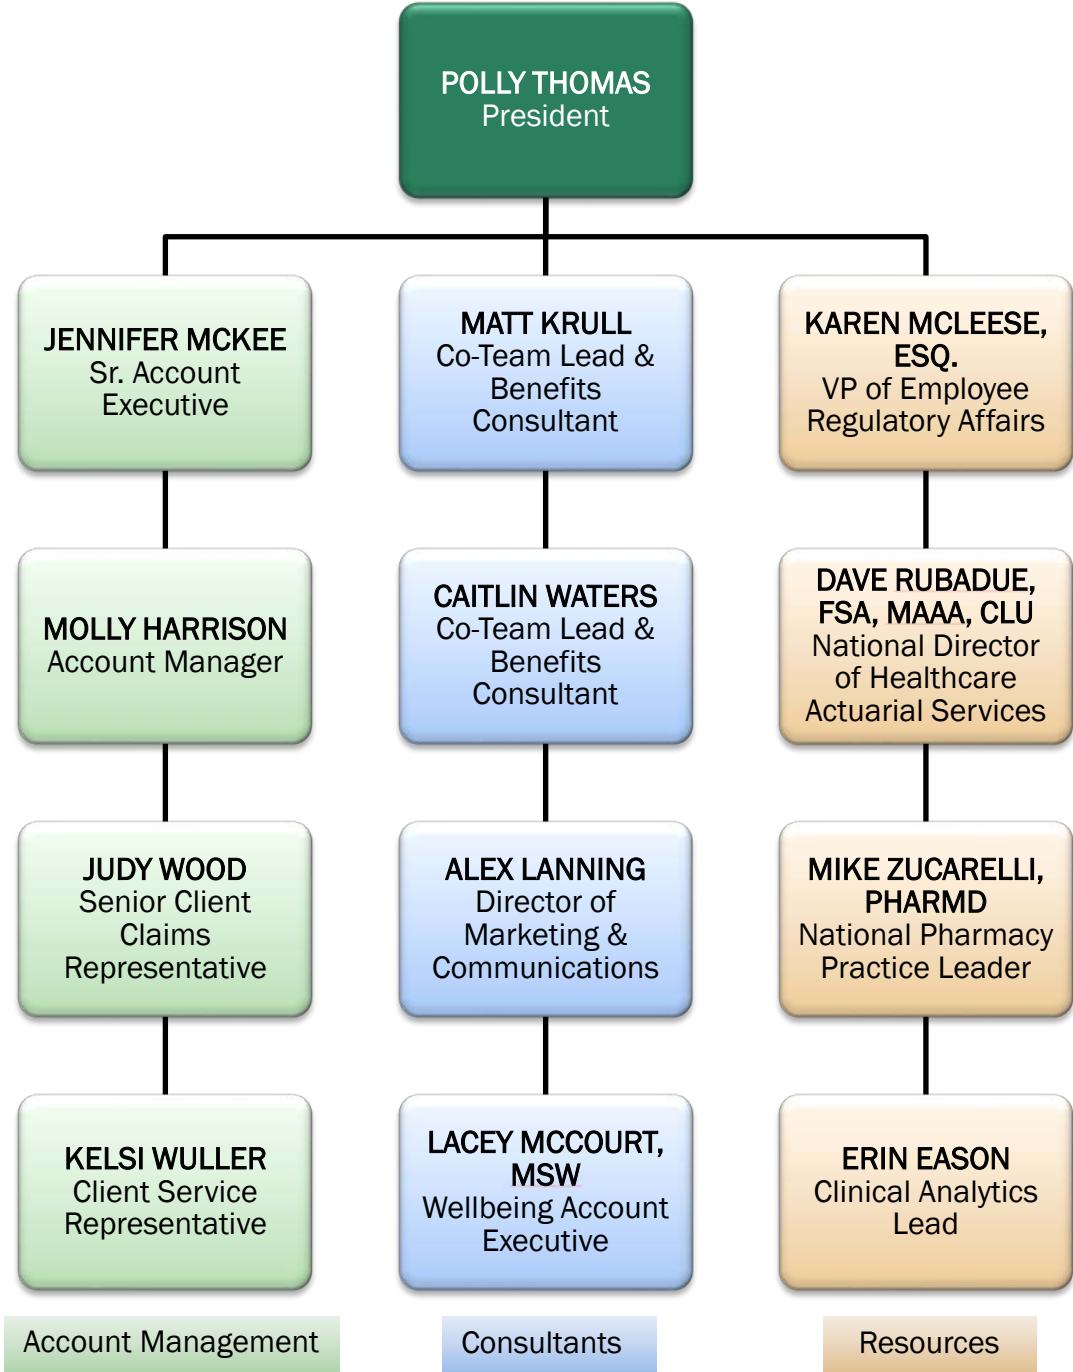 POLLY THOMAS
President
JENNIFER MCKEE
Sr. Account
Executive
MATT KRULL
Co-Team Lead &
Benefits
Consultant
KAREN MCLEESE,
ESQ.
VP of Employee
Regulatory Affairs
MOLLY HARRISON
Account Manager
CAITLIN WATERS
Co-Team Lead &
Benefits
Consultant
DAVE RUBADUE,
FSA, MAAA, CLU
National Director
of Healthcare
Actuarial Services
JUDY WOOD
Senior Client
Claims
Representative
ALEX LANNING
Director of
Marketing &
Communications
MIKE ZUCARELLI,
PHARMD
National Pharmacy
Practice Leader
KELSI WULLER
Client Service
Representative
LACEY MCCOURT,
MSW
Wellbeing Account
Executive
ERIN EASON
Clinical Analytics
Lead
Account Management
Consultants
Resources